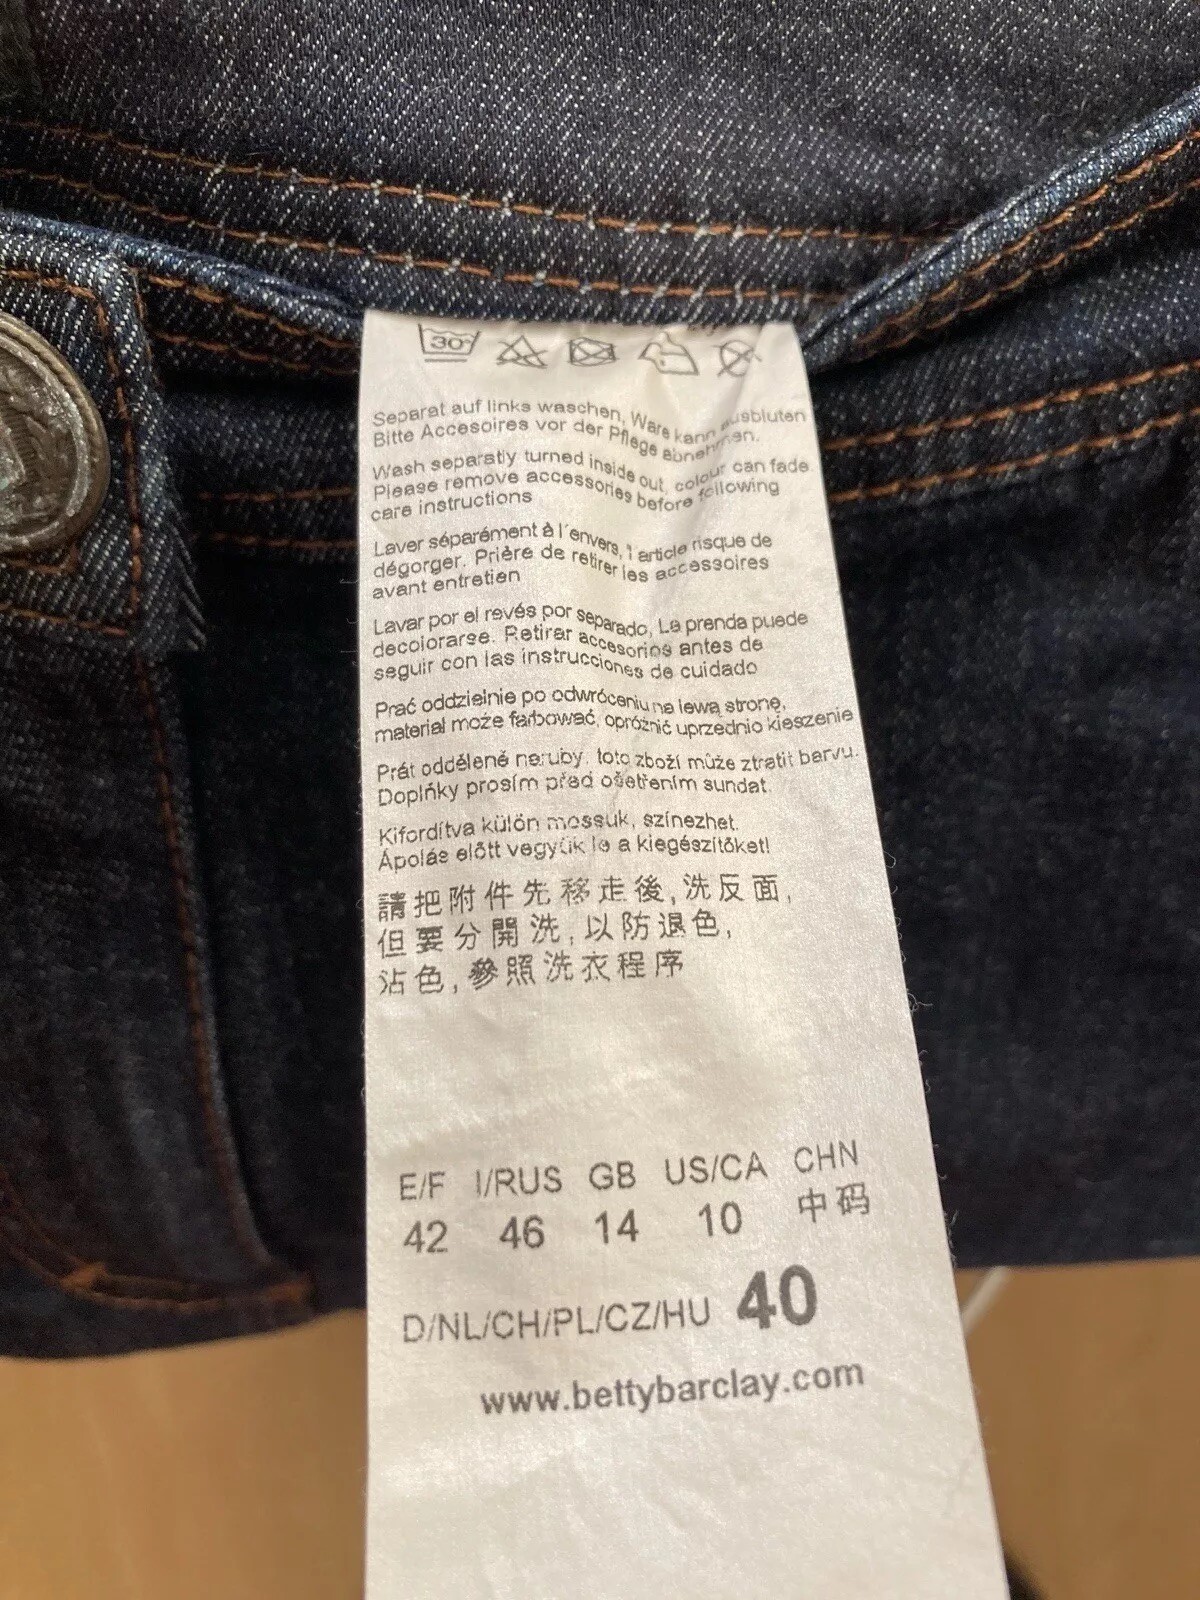 30°
Separat auf links waschen, Ware kann ausbluten
Bitte Accesoires vor der Pflege abnehmen.
Wash separatly turned inside out, colour can fade.
Please remove accessories before following
care instructions
Laver séparément à l´envers, l article risque de
dégorger. Prière de retirer les accessoires
avant entretien
Lavar por el revés por separado, La prenda puede
decolorarse. Retirar accesorios antes de
seguir con las instrucciones de cuidado
Prać oddzielnie po odwróceniu na lewą stronę,
materiał może farbować, opróżnić uprzednio kieszenie
Prát oddělené naruby, toto zboží může ztratit barvu.
Doplňky prosím před ošetřením sundat.
Kifordítva külön mossuk, színezhet.
Ápolás előtt vegyük le a kiegészítőket!
請把附件先移走後,洗反面,
但要分開洗,以防退色,
沾色,參照洗衣程序
E/F I/RUS GB US/CA CHN
42 46 14 10 中码
D/NL/CH/PL/CZ/HU 40
www.bettybarclay.com